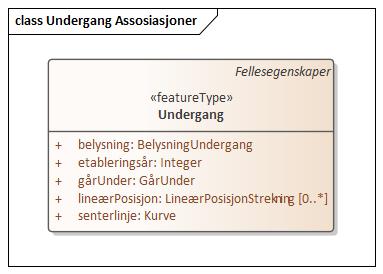 class Undergang Assosiasjoner
Fellesegenskaper
«featureType»
Undergang
+ belysning: BelysningUndergang
+ etableringsår: Integer
+ gårUnder: GårUnder
+ lineærPosisjon: LineærPosisjonStrekning [0..*]
+ senterlinje: Kurve